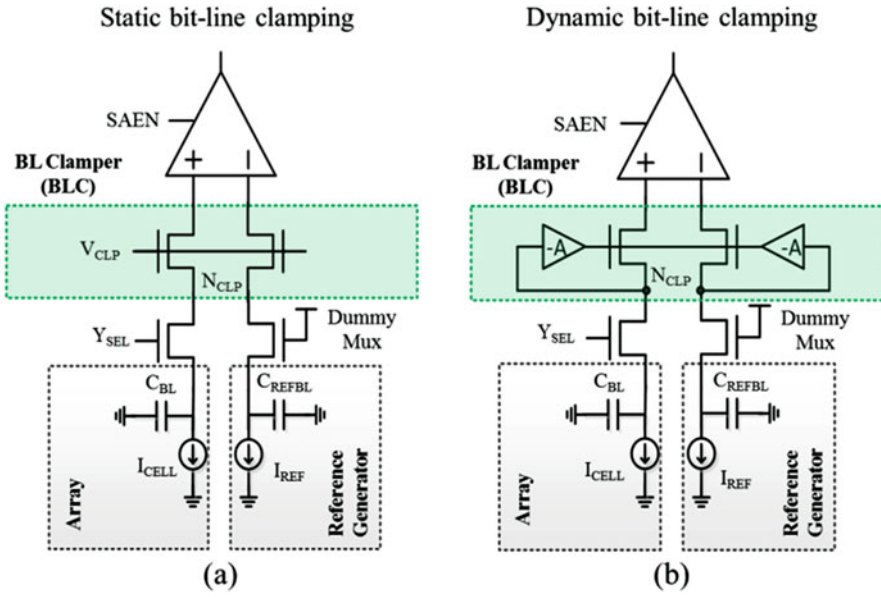 Static bit-line clamping
SAEN
+
−
BL Clamper
(BLC)
V_CLP
N_CLP
Y_SEL
Dummy
Mux
C_BL
C_REFBL
I_CELL
I_REF
Array
Reference
Generator
(a)
Dynamic bit-line clamping
SAEN
+
−
BL Clamper
(BLC)
-A
-A
N_CLP
Y_SEL
Dummy
Mux
C_BL
C_REFBL
I_CELL
I_REF
Array
Reference
Generator
(b)